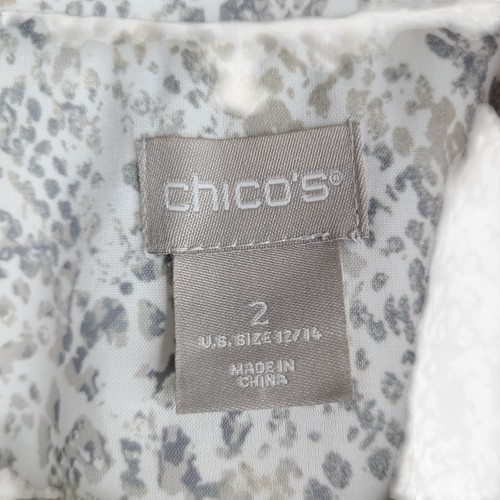 chico's®
2
U.S. SIZE 12/14
MADE IN
CHINA